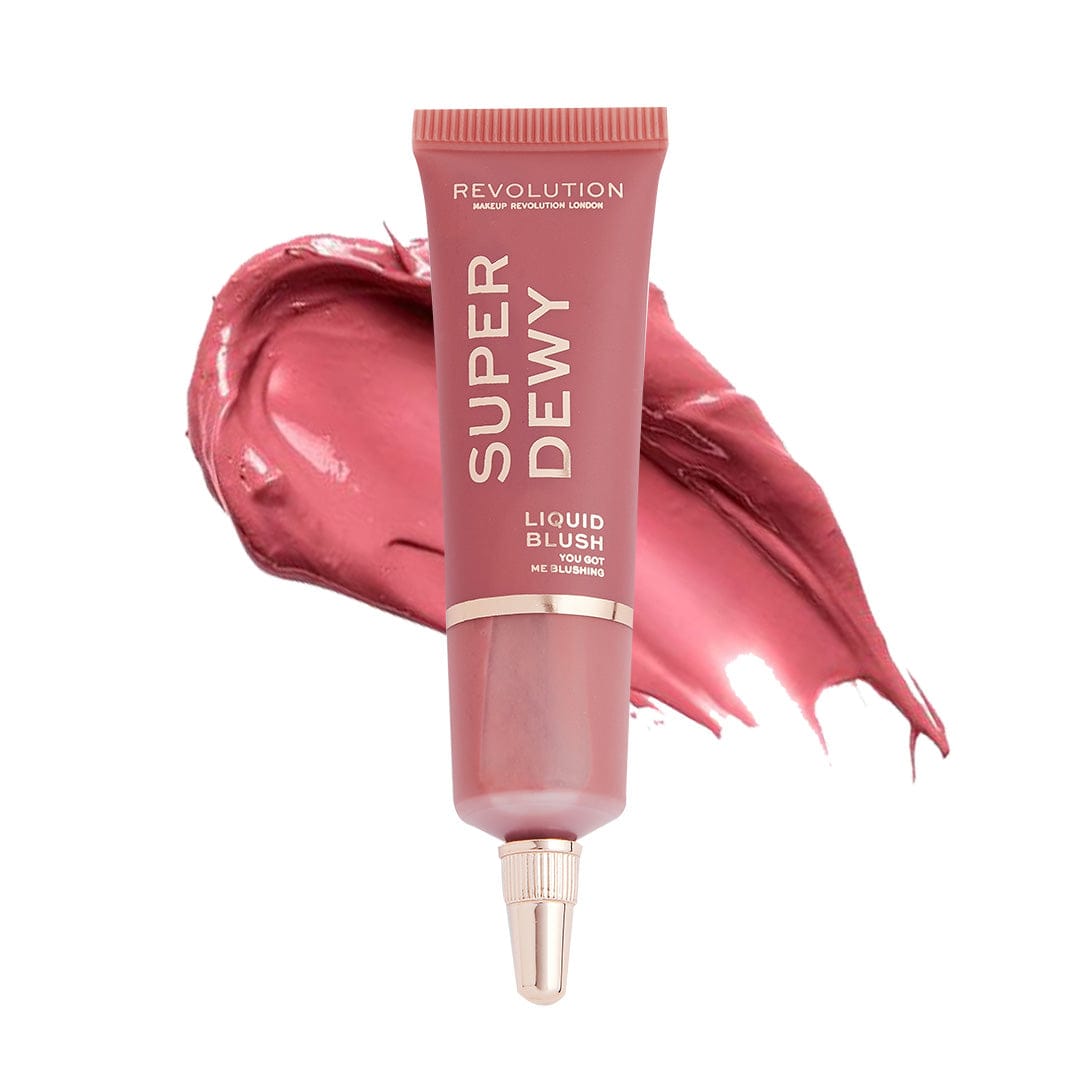 REVOLUTION
MAKEUP REVOLUTION LONDON
SUPER
DEWY
LIQUID
BLUSH
YOU GOT
ME BLUSHING